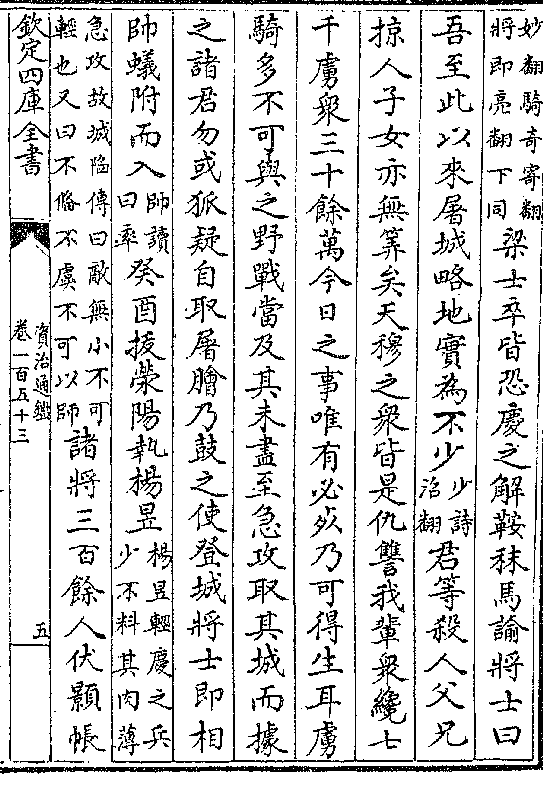 妙翻騎奇寄翻
將即亮翻下同
梁士卒皆恐慶之解鞍秣馬諭將士曰
吾至此以來屠城略地實為不少
少詩
沼翻
君等殺人父兄
掠人子女亦無筭矣天穆之衆皆是仇讐我輩衆纔七
千虜衆三十餘萬今日之事唯有必死乃可得生耳虜
騎多不可與之野戰當及其未盡至急攻取其城而據
之諸君勿或狐疑自取屠膾乃鼓之使登城將士即相
帥蟻附而入
帥讀
曰率
癸酉拔滎陽執楊昱
楊昱輕慶之兵
少不料其肉薄
急攻故城陷傳曰敵無小不可
輕也又曰不備不虞不可以師
諸將三百餘人伏顥帳
欽定四庫全書
資治通鑑
卷一百五十三
五